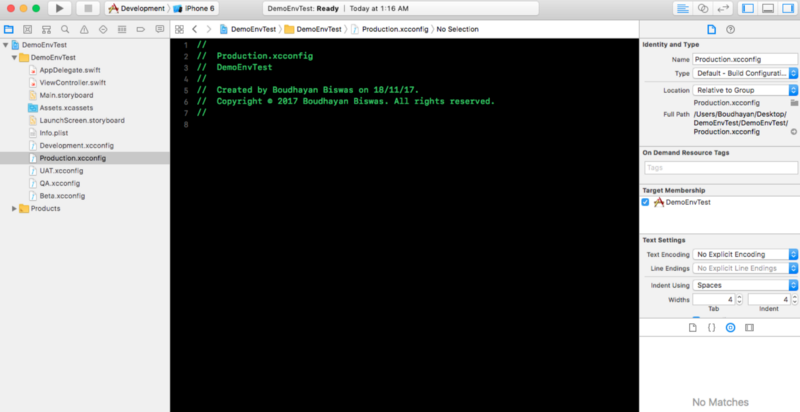 Development
iPhone 6
DemoEnvTest: Ready | Today at 1:16 AM
DemoEnvTest
DemoEnvTest
AppDelegate.swift
ViewController.swift
Main.storyboard
Assets.xcassets
LaunchScreen.storyboard
Info.plist
Development.xcconfig
Production.xcconfig
UAT.xcconfig
QA.xcconfig
Beta.xcconfig
Products
DemoEnvTest
DemoEnvTest
Production.xcconfig
No Selection
1 //
2 // Production.xcconfig
3 // DemoEnvTest
4 //
5 // Created by Boudhayan Biswas on 18/11/17.
6 // Copyright © 2017 Boudhayan Biswas. All rights reserved.
7 //
8
Identity and Type
Name Production.xcconfig
Type Default - Build Configurati...
Location Relative to Group
Production.xcconfig
Full Path /Users/Boudhayan/Desktop/
DemoEnvTest/DemoEnvTest/
Production.xcconfig
On Demand Resource Tags
Tags
Target Membership
DemoEnvTest
Text Settings
Text Encoding No Explicit Encoding
Line Endings No Explicit Line Endings
Indent Using Spaces
Widths 4 4
Tab Indent
No Matches